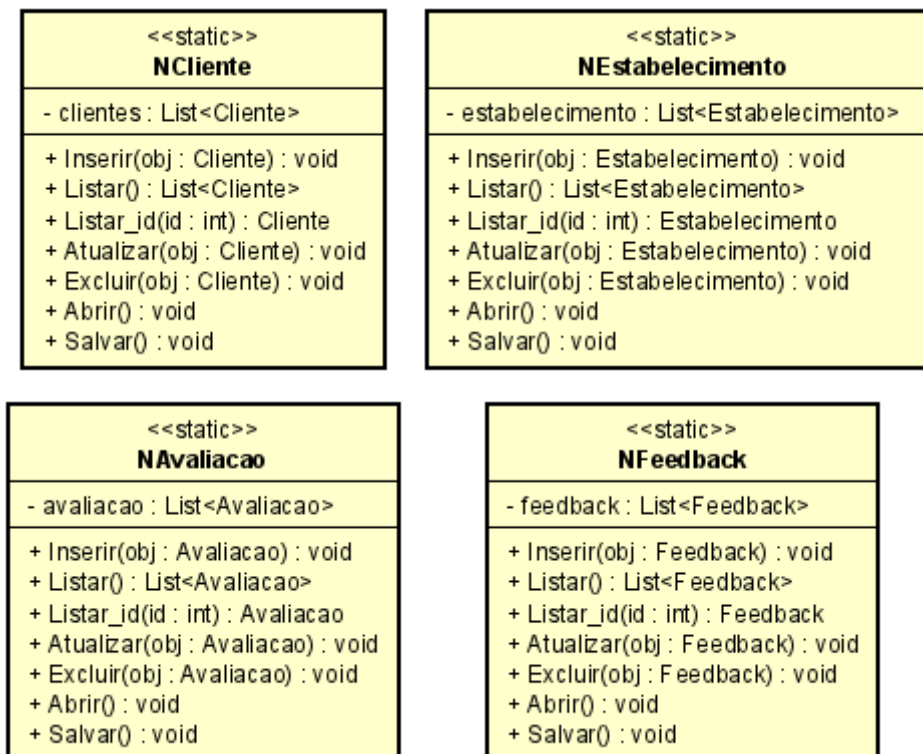 <<static>>
NCliente
- clientes : List<Cliente>
+ Inserir(obj : Cliente) : void
+ Listar() : List<Cliente>
+ Listar_id(id : int) : Cliente
+ Atualizar(obj : Cliente) : void
+ Excluir(obj : Cliente) : void
+ Abrir() : void
+ Salvar() : void
<<static>>
NEstabelecimento
- estabelecimento : List<Estabelecimento>
+ Inserir(obj : Estabelecimento) : void
+ Listar() : List<Estabelecimento>
+ Listar_id(id : int) : Estabelecimento
+ Atualizar(obj : Estabelecimento) : void
+ Excluir(obj : Estabelecimento) : void
+ Abrir() : void
+ Salvar() : void
<<static>>
NAvaliacao
- avaliacao : List<Avaliacao>
+ Inserir(obj : Avaliacao) : void
+ Listar() : List<Avaliacao>
+ Listar_id(id : int) : Avaliacao
+ Atualizar(obj : Avaliacao) : void
+ Excluir(obj : Avaliacao) : void
+ Abrir() : void
+ Salvar() : void
<<static>>
NFeedback
- feedback : List<Feedback>
+ Inserir(obj : Feedback) : void
+ Listar() : List<Feedback>
+ Listar_id(id : int) : Feedback
+ Atualizar(obj : Feedback) : void
+ Excluir(obj : Feedback) : void
+ Abrir() : void
+ Salvar() : void